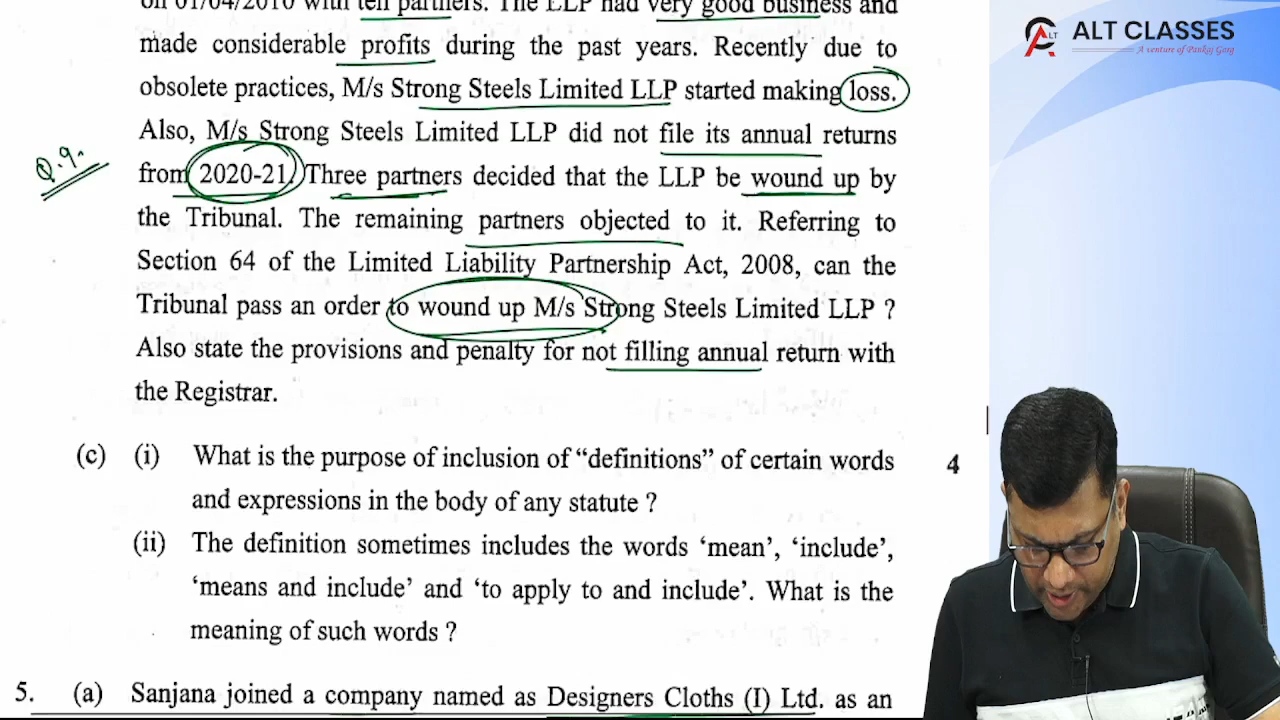 on 01/04/2010 with ten partners. The LLP had very good business and
made considerable profits during the past years. Recently due to
obsolete practices, M/s Strong Steels Limited LLP started making loss.
Also, M/s Strong Steels Limited LLP did not file its annual returns
Q.9.
from 2020-21. Three partners decided that the LLP be wound up by
the Tribunal. The remaining partners objected to it. Referring to
Section 64 of the Limited Liability Partnership Act, 2008, can the
Tribunal pass an order to wound up M/s Strong Steels Limited LLP ?
Also state the provisions and penalty for not filling annual return with
the Registrar.
(c) (i) What is the purpose of inclusion of “definitions” of certain words 4
and expressions in the body of any statute ?
(ii) The definition sometimes includes the words ‘mean’, ‘include’,
‘means and include’ and ‘to apply to and include’. What is the
meaning of such words ?
5. (a) Sanjana joined a company named as Designers Cloths (I) Ltd. as an
ALT
ALT CLASSES
A venture of Pankaj Garg